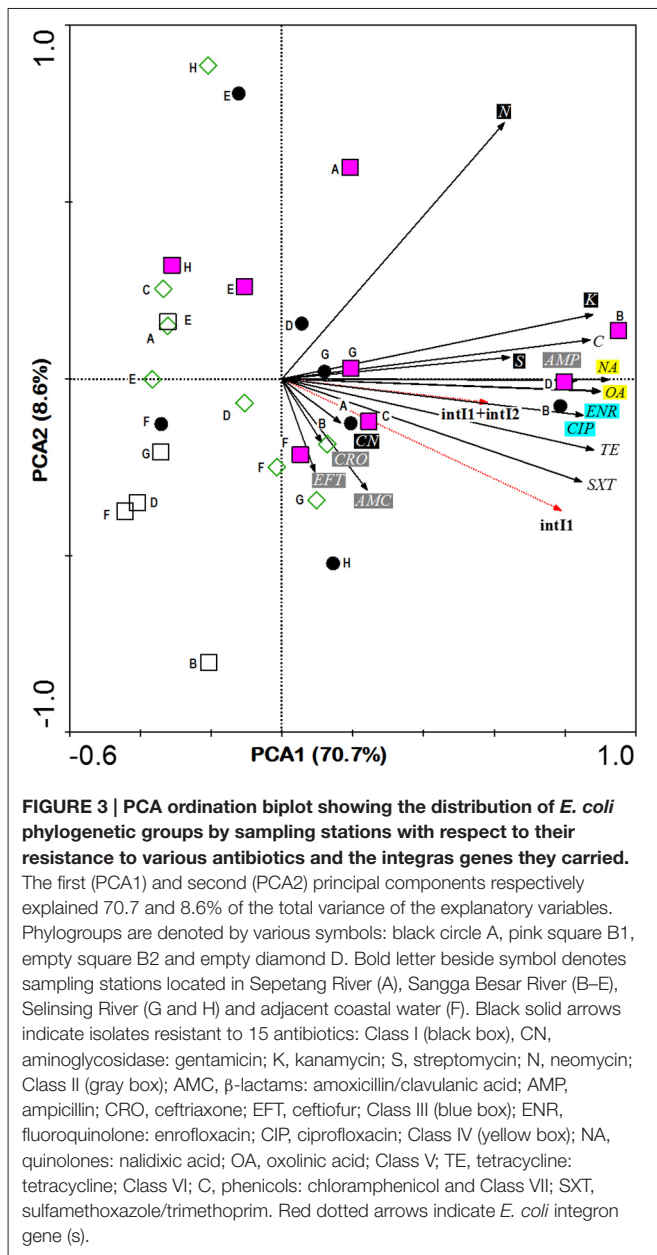 1.0
H
E
N
A
H
C
E
E
A
D
K
B
C
G
G
S
AMP
NA
E
D
OA
D
intI1+intI2
B
ENR
F
A
C
CIP
B
CN
G
F
CRO
TE
F
EFT
AMC
SXT
D
G
F
intI1
H
B
-1.0
-0.6
PCA1 (70.7%)
1.0
PCA2 (8.6%)
FIGURE 3 | PCA ordination biplot showing the distribution of E. coli
phylogenetic groups by sampling stations with respect to their
resistance to various antibiotics and the integras genes they carried.
The first (PCA1) and second (PCA2) principal components respectively
explained 70.7 and 8.6% of the total variance of the explanatory variables.
Phylogroups are denoted by various symbols: black circle A, pink square B1,
empty square B2 and empty diamond D. Bold letter beside symbol denotes
sampling stations located in Sepetang River (A), Sangga Besar River (B–E),
Selinsing River (G and H) and adjacent coastal water (F). Black solid arrows
indicate isolates resistant to 15 antibiotics: Class I (black box), CN,
aminoglycosidase: gentamicin; K, kanamycin; S, streptomycin; N, neomycin;
Class II (gray box); AMC, β-lactams: amoxicillin/clavulanic acid; AMP,
ampicillin; CRO, ceftriaxone; EFT, ceftiofur; Class III (blue box); ENR,
fluoroquinolone: enrofloxacin; CIP, ciprofloxacin; Class IV (yellow box); NA,
quinolones: nalidixic acid; OA, oxolinic acid; Class V; TE, tetracycline:
tetracycline; Class VI; C, phenicols: chloramphenicol and Class VII; SXT,
sulfamethoxazole/trimethoprim. Red dotted arrows indicate E. coli integron
gene (s).